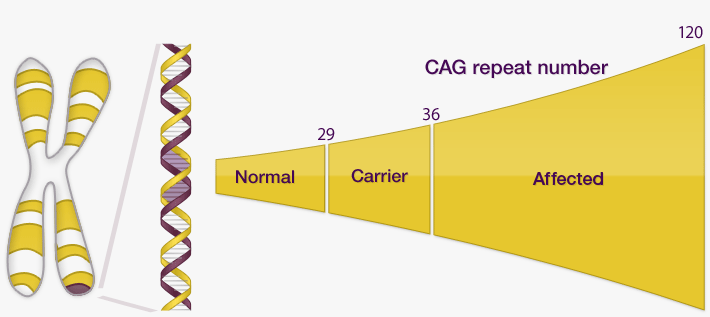 120
CAG repeat number
36
29
Normal
Carrier
Affected